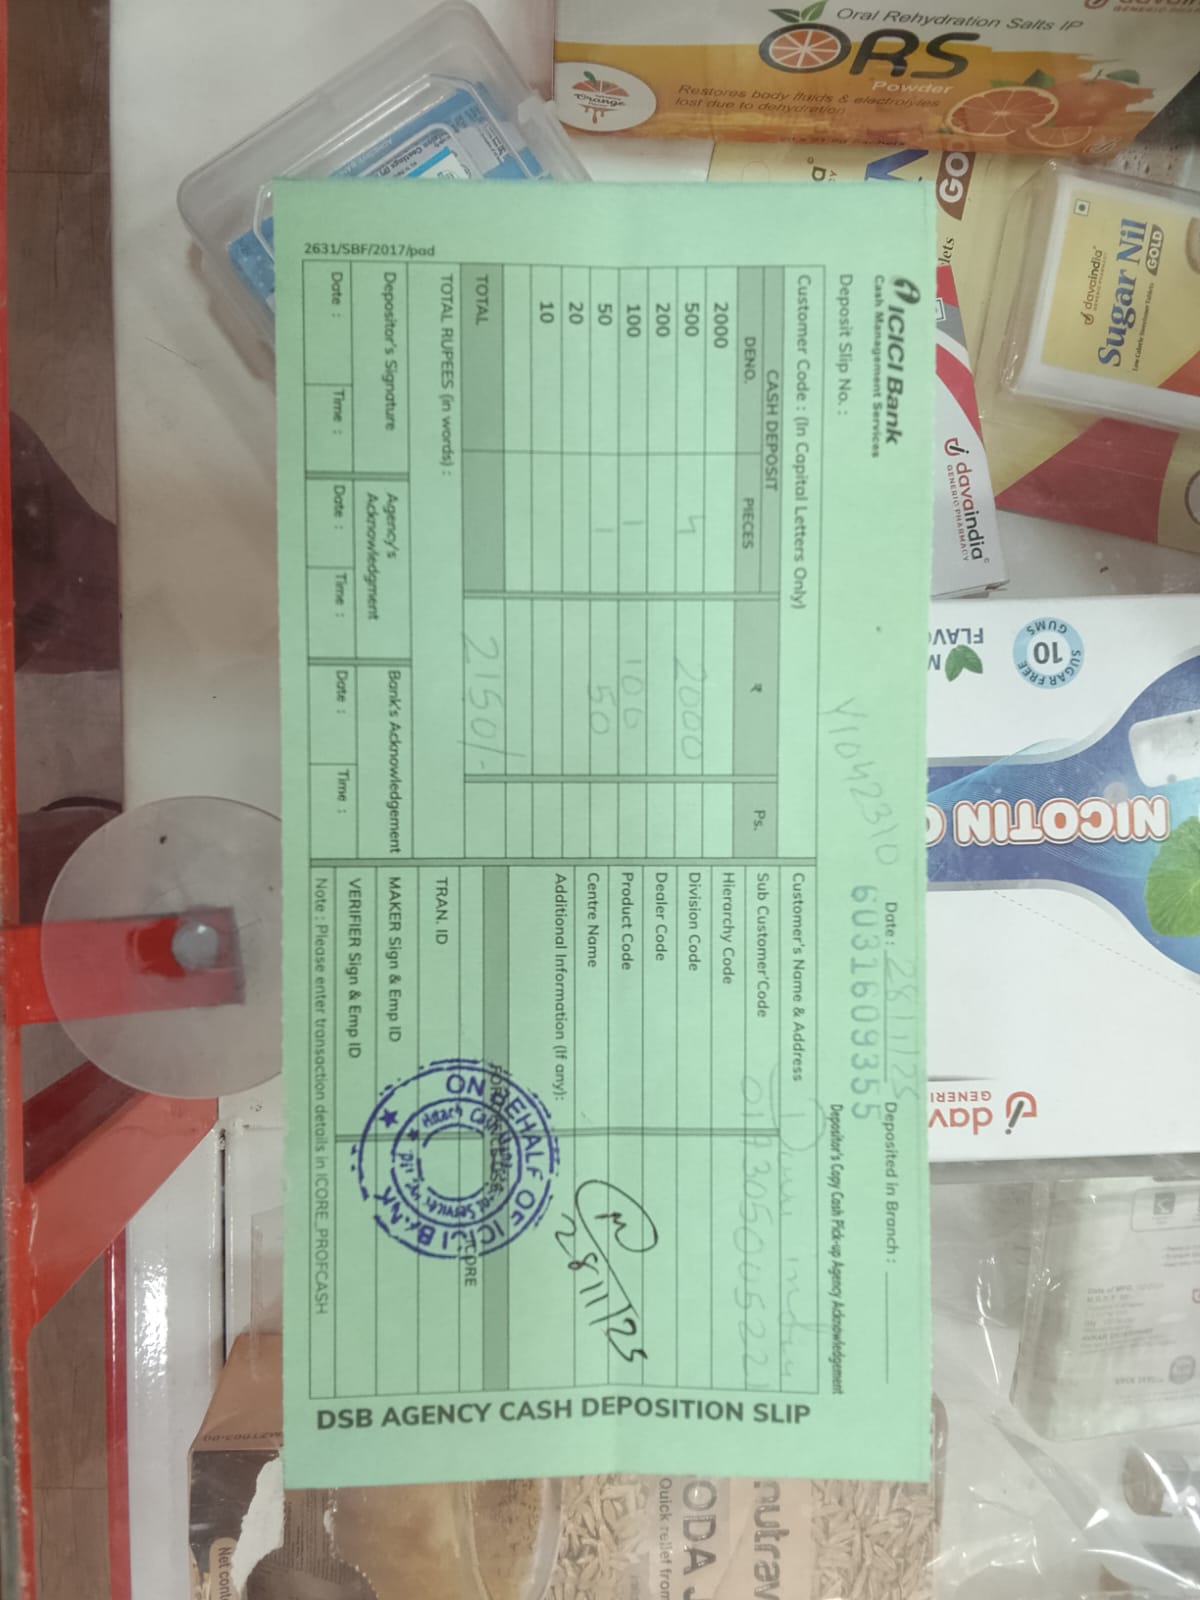 ICICI Bank
Cash Management Services
Date : 28/11/25 Deposited in Branch :
Deposit Slip No. : Y1042310 60316093​55
Depositor's Copy Cash Pick-up Agency Acknowledgement
Customer Code : (In Capital Letters Only)
CASH DEPOSIT
DENO. PIECES ₹ Ps.
2000
500 4 2000
200
100 1 100
50 1 50
20
10
TOTAL 2150/-
TOTAL RUPEES (in words) :
Depositor's Signature
Date : Time :
Agency's Acknowledgment
Date : Time :
Bank's Acknowledgement
Date : Time :
Customer's Name & Address
Sub Customer Code
Hierarchy Code
Division Code
Dealer Code
Product Code
Centre Name
Additional Information (If any):
28/11/25
TRAN. ID
MAKER Sign & Emp ID
VERIFIER Sign & Emp ID
Note : Please enter transaction details in ICORE_PROFCASH
ON BEHALF OF ICICI BANK
DSB AGENCY CASH DEPOSITION SLIP
2631/SBF/2017/pad
Oral Rehydration Salts IP
ORS
Powder
Restores body fluids & electrolytes
lost due to dehydration
Orange
davaindia
Sugar Nil
GOLD
davaindia
GENERIC PHARMACY
SUGAR FREE
10
GUMS
NICOTIN
Quick relief from